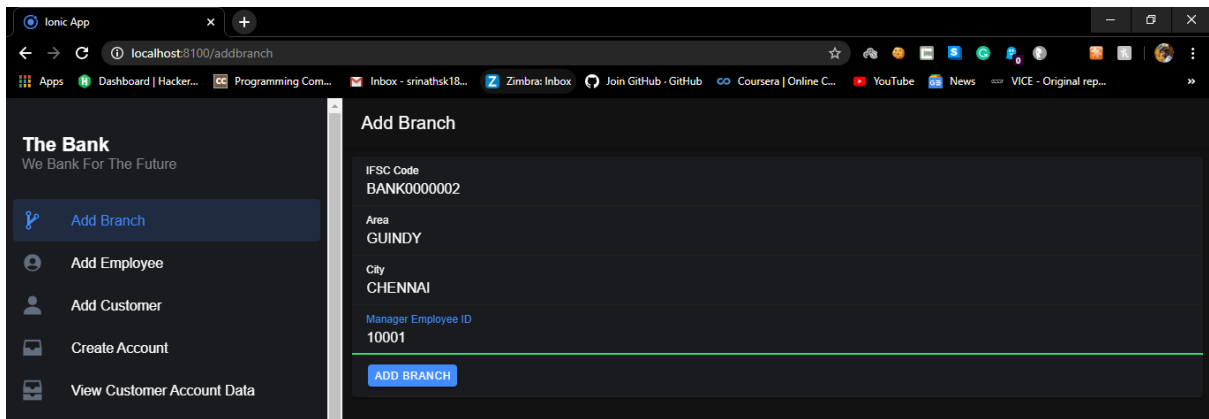 Ionic App
localhost:8100/addbranch
Apps Dashboard | Hacker... Programming Com... Inbox - srinathsk18... Zimbra: Inbox Join GitHub · GitHub Coursera | Online C... YouTube News VICE - Original rep... »
The Bank
We Bank For The Future
Add Branch
Add Employee
Add Customer
Create Account
View Customer Account Data
Add Branch
IFSC Code
BANK0000002
Area
GUINDY
City
CHENNAI
Manager Employee ID
10001
ADD BRANCH